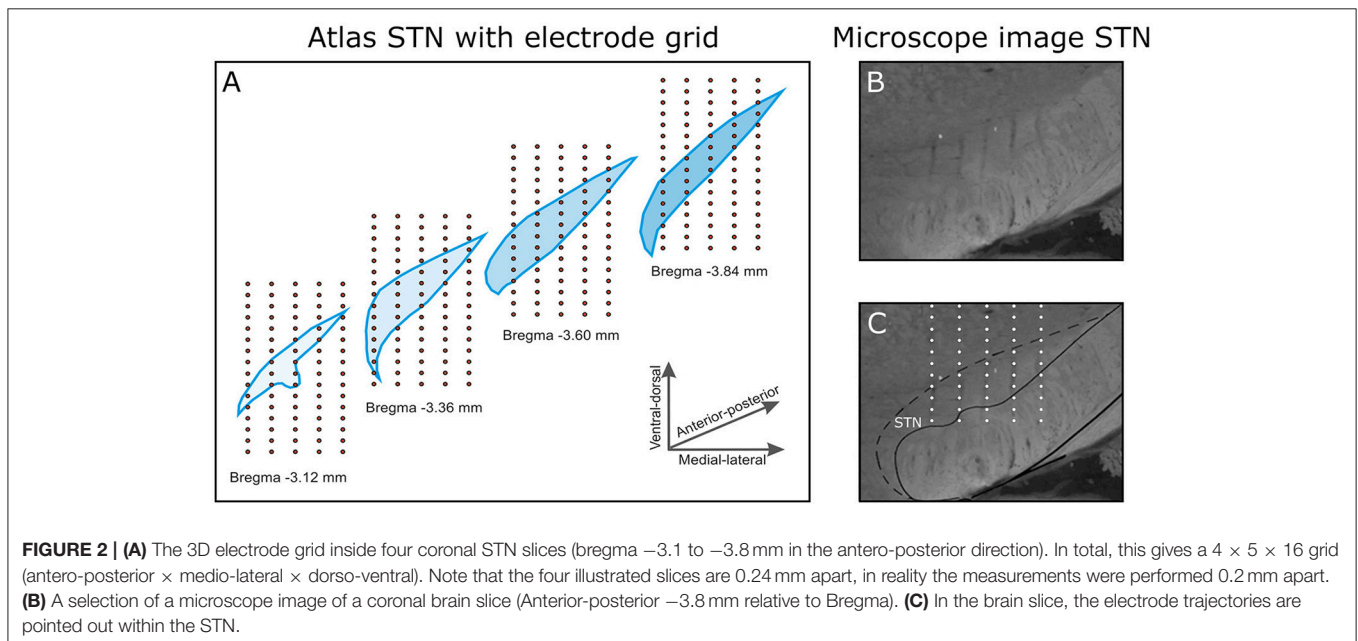 Atlas STN with electrode grid
Microscope image STN
A
Bregma -3.84 mm
Bregma -3.60 mm
Bregma -3.36 mm
Bregma -3.12 mm
Ventral-dorsal
Anterior-posterior
Medial-lateral
B
C
STN
FIGURE 2 | (A) The 3D electrode grid inside four coronal STN slices (bregma −3.1 to −3.8 mm in the antero-posterior direction). In total, this gives a 4 × 5 × 16 grid
(antero-posterior × medio-lateral × dorso-ventral). Note that the four illustrated slices are 0.24 mm apart, in reality the measurements were performed 0.2 mm apart.
(B) A selection of a microscope image of a coronal brain slice (Anterior-posterior −3.8 mm relative to Bregma). (C) In the brain slice, the electrode trajectories are
pointed out within the STN.